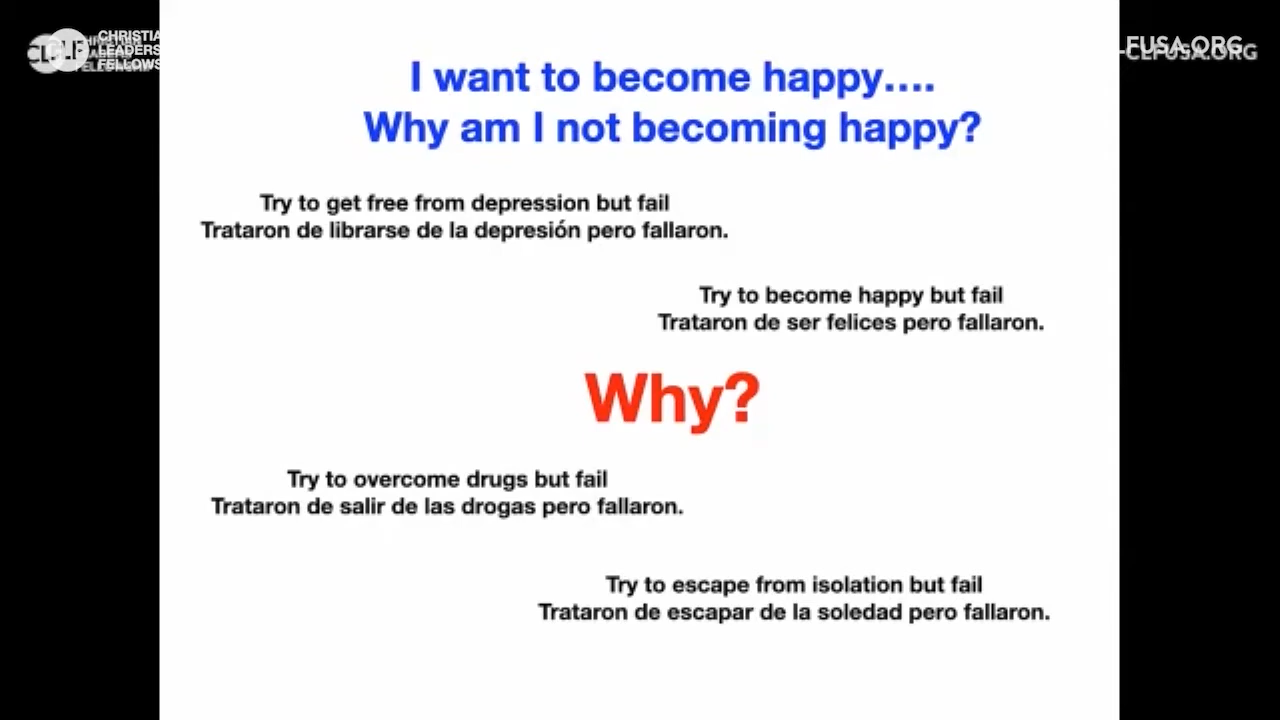 CHRISTIA
LEADERS
FELLOWS
FUSA.ORG
-CLFUSA.ORG
I want to become happy....
Why am I not becoming happy?
Try to get free from depression but fail
Trataron de librarse de la depresión pero fallaron.
Try to become happy but fail
Trataron de ser felices pero fallaron.
Why?
Try to overcome drugs but fail
Trataron de salir de las drogas pero fallaron.
Try to escape from isolation but fail
Trataron de escapar de la soledad pero fallaron.